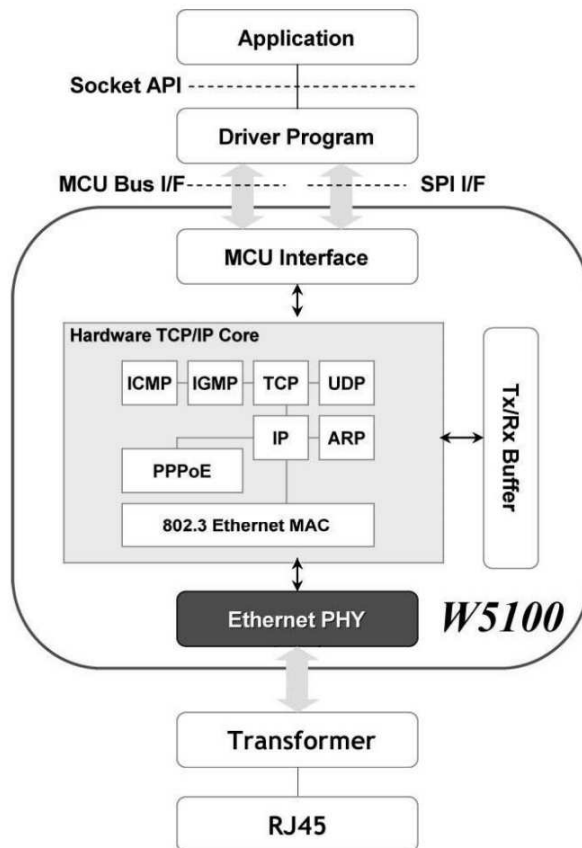 Application
Socket API
Driver Program
MCU Bus I/F
SPI I/F
MCU Interface
Hardware TCP/IP Core
ICMP
IGMP
TCP
UDP
IP
ARP
PPPoE
802.3 Ethernet MAC
Tx/Rx Buffer
Ethernet PHY
W5100
Transformer
RJ45